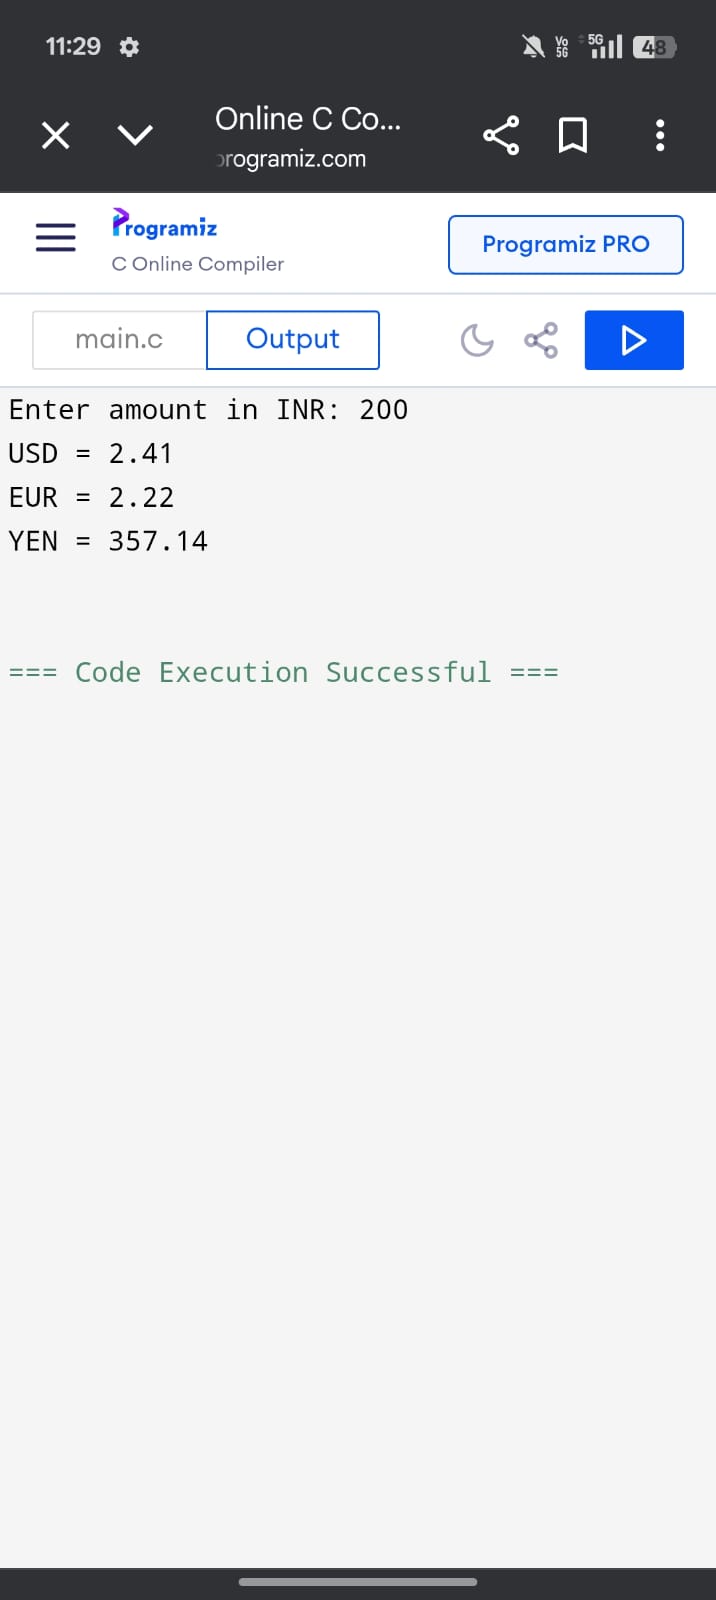 11:29
Vo 5G 5G 48
Online C Co...
rogramiz.com
Programiz
C Online Compiler
Programiz PRO
main.c
Output
Enter amount in INR: 200
USD = 2.41
EUR = 2.22
YEN = 357.14
=== Code Execution Successful ===